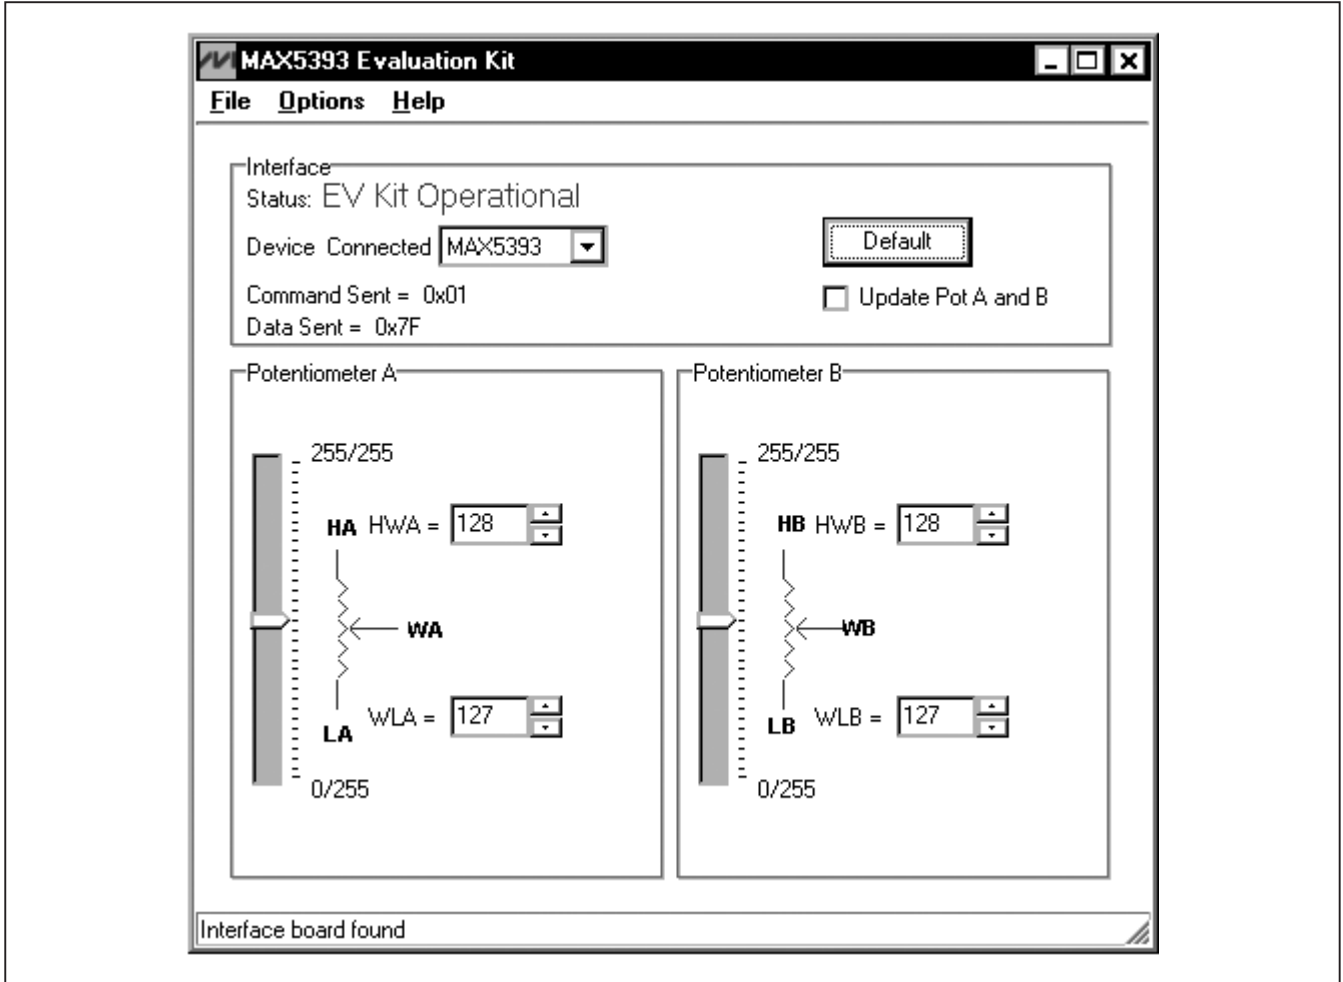 MAX5393 Evaluation Kit
File Options Help
Interface
Status: EV Kit Operational
Device Connected MAX5393
Default
Command Sent = 0x01
Update Pot A and B
Data Sent = 0x7F
Potentiometer A
255/255
HA HWA = 128
WA
LA WLA = 127
0/255
Potentiometer B
255/255
HB HWB = 128
WB
LB WLB = 127
0/255
Interface board found